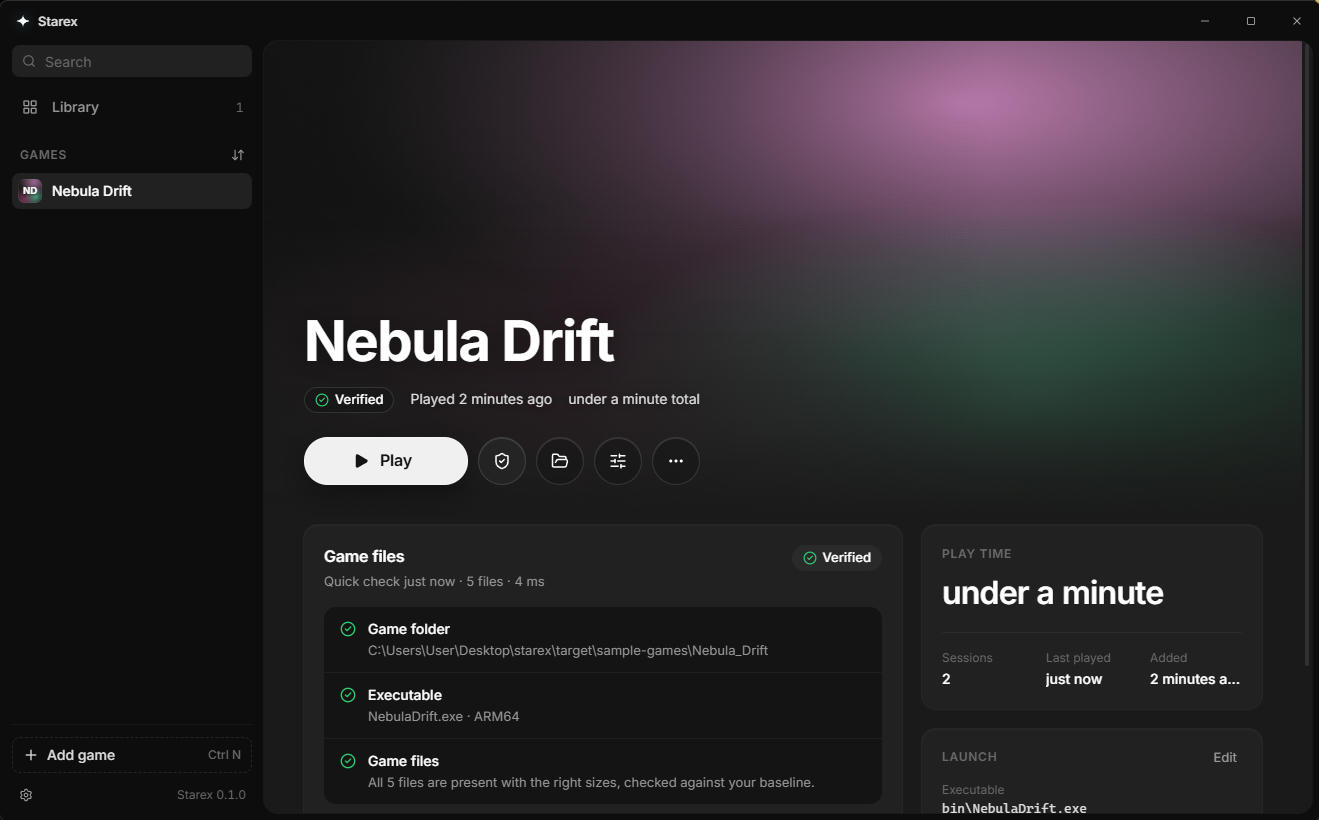 Starex
Search
Library 1
GAMES
ND Nebula Drift
Add game Ctrl N
Starex 0.1.0
Nebula Drift
Verified Played 2 minutes ago under a minute total
Play
Game files
Verified
Quick check just now · 5 files · 4 ms
Game folder
C:\Users\User\Desktop\starex\target\sample-games\Nebula_Drift
Executable
NebulaDrift.exe · ARM64
Game files
All 5 files are present with the right sizes, checked against your baseline.
PLAY TIME
under a minute
Sessions Last played Added
2 just now 2 minutes a...
LAUNCH Edit
Executable
bin\NebulaDrift.exe